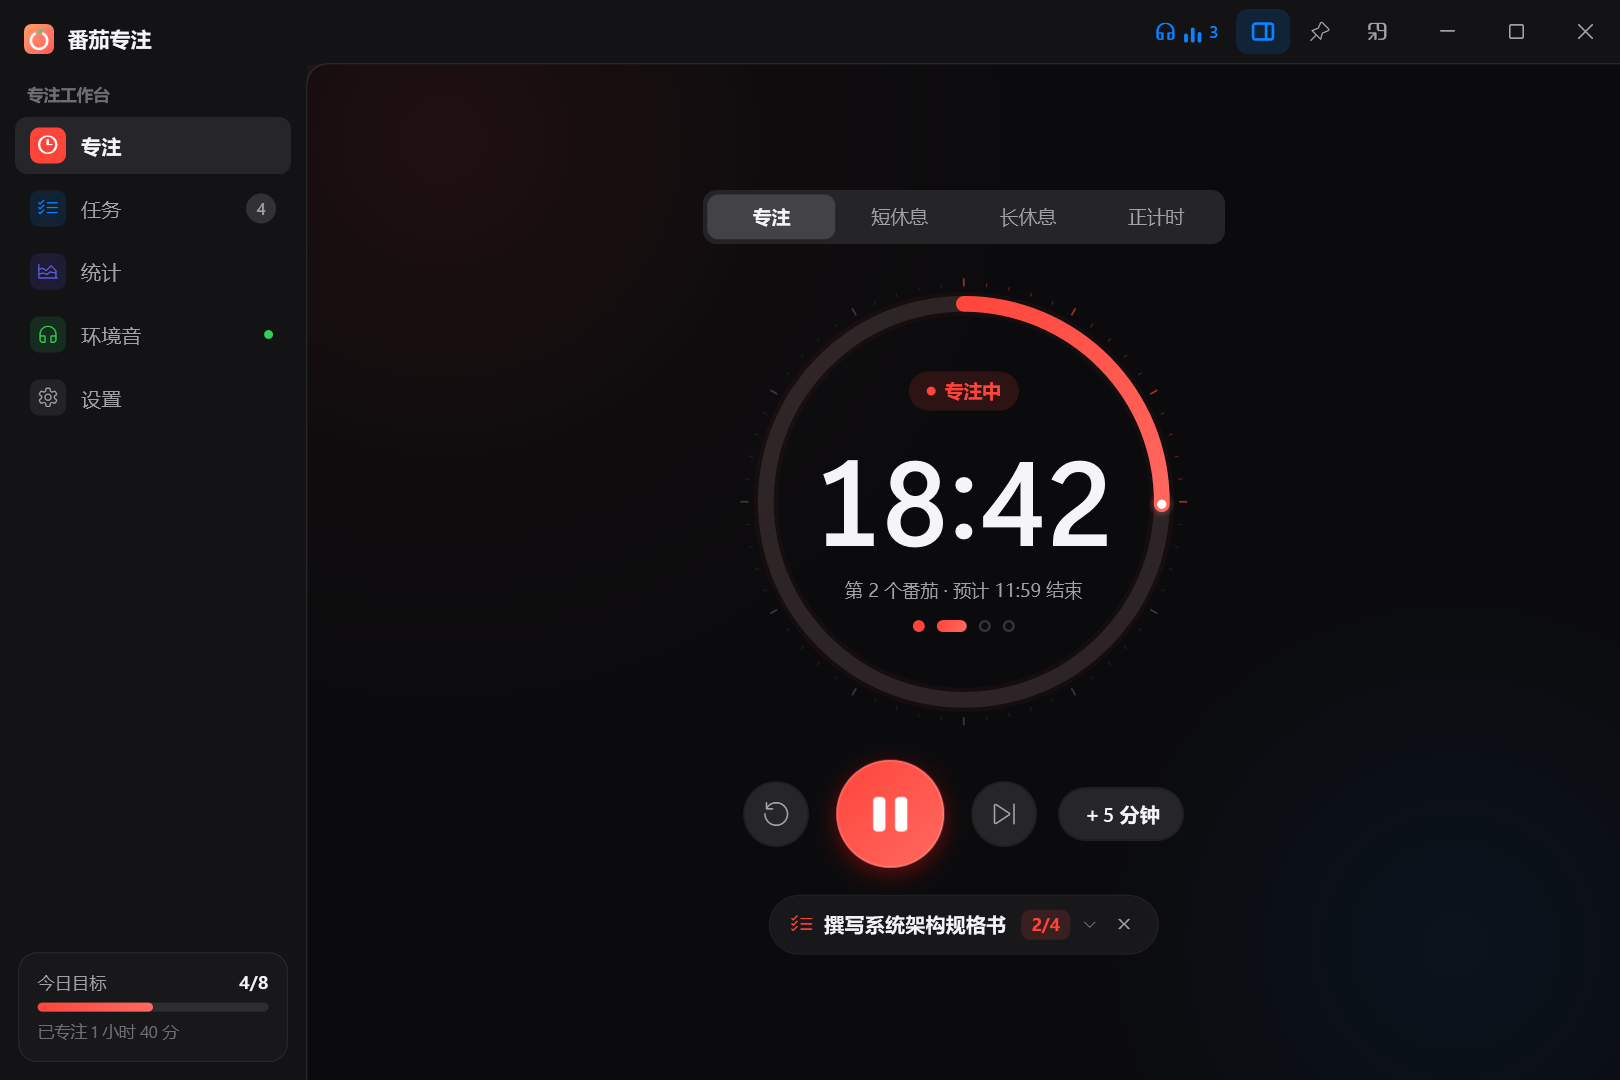 番茄专注
3
专注工作台
专注
任务
4
统计
环境音
设置
专注
短休息
长休息
正计时
专注中
18:42
第 2 个番茄 · 预计 11:59 结束
+ 5 分钟
撰写系统架构规格书
2/4
今日目标
4/8
已专注 1 小时 40 分